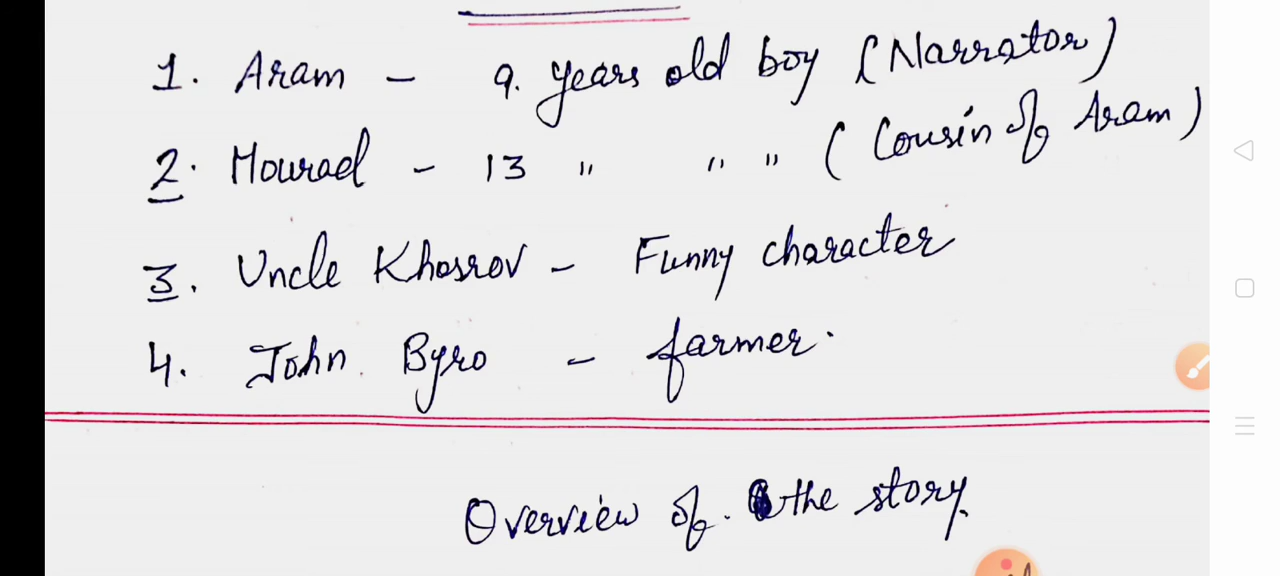 1. Aram - 9. years old boy (Narrator)
2. Mourad - 13 " " " (Cousin of Aram)
3. Uncle Khosrov - Funny character
4. John. Byro - farmer.
Overview of. the story.